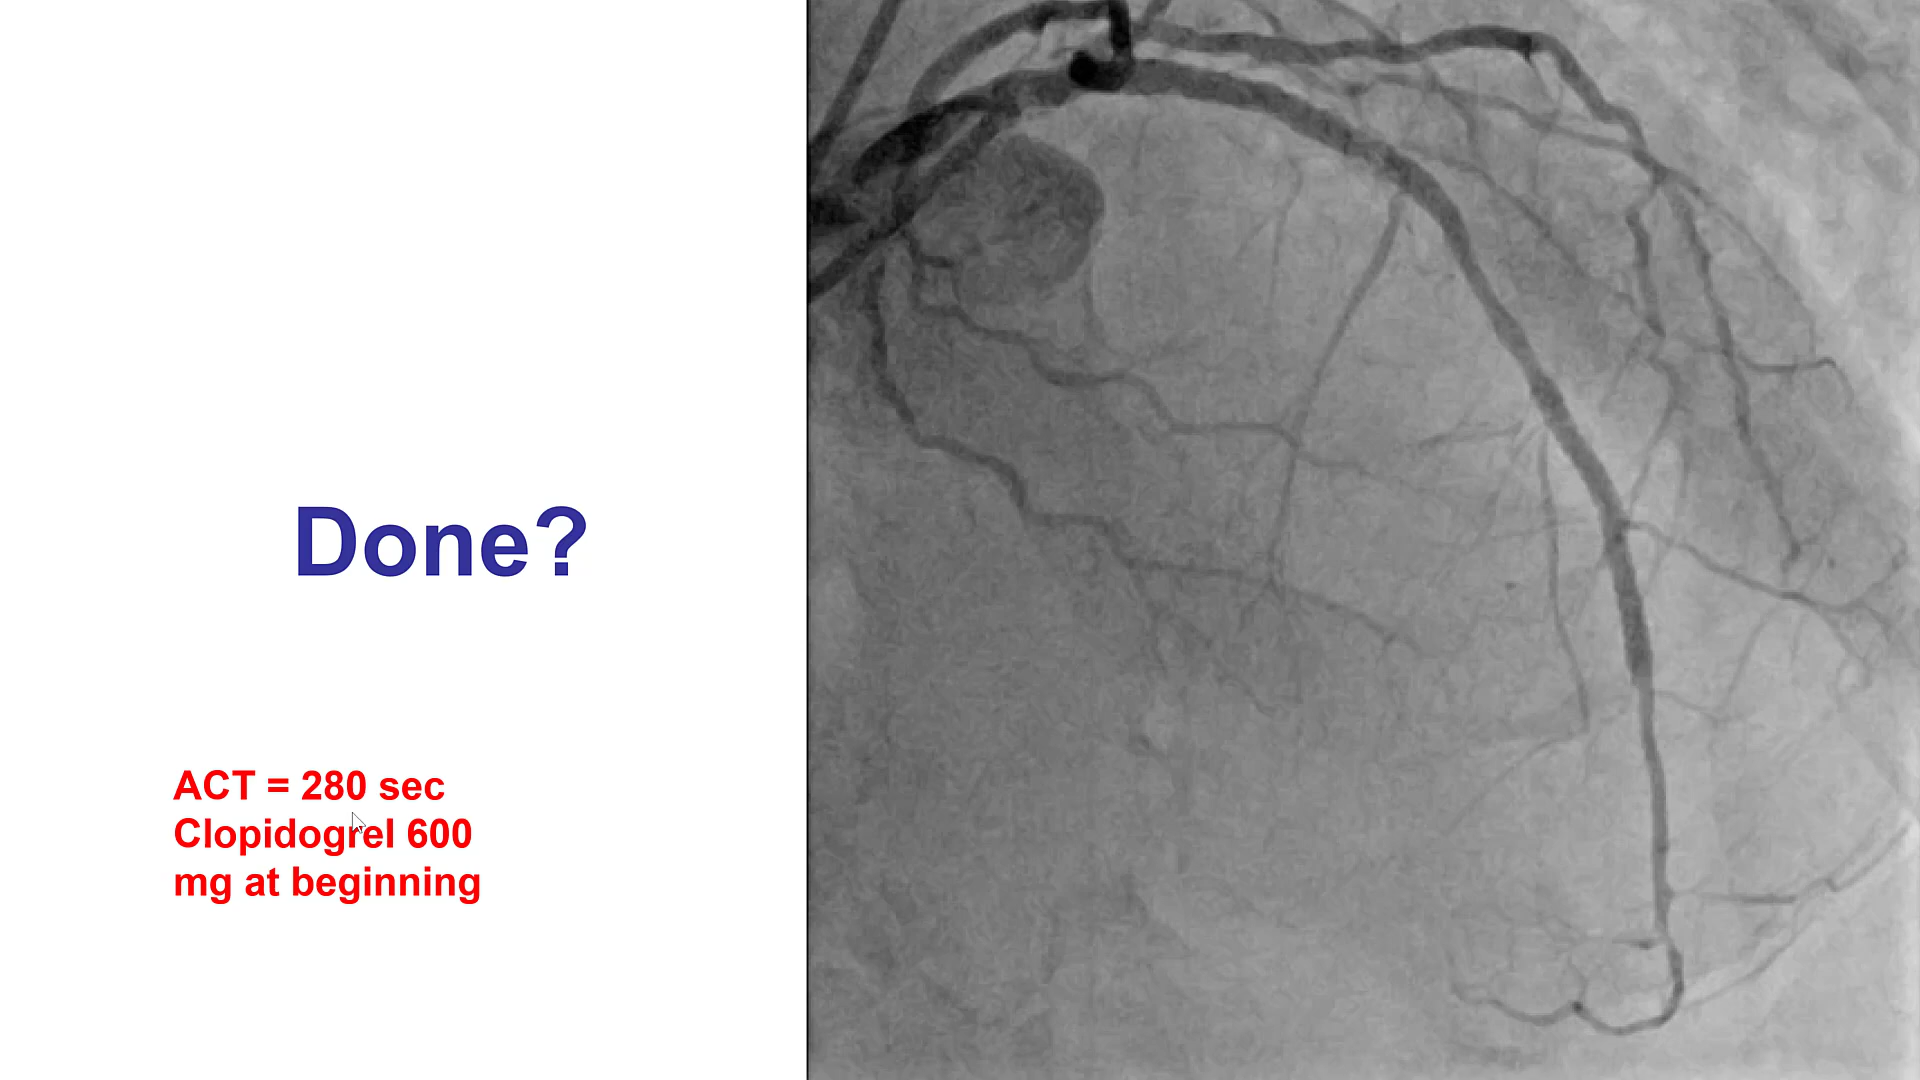 Done?
ACT = 280 sec
Clopidogrel 600
mg at beginning